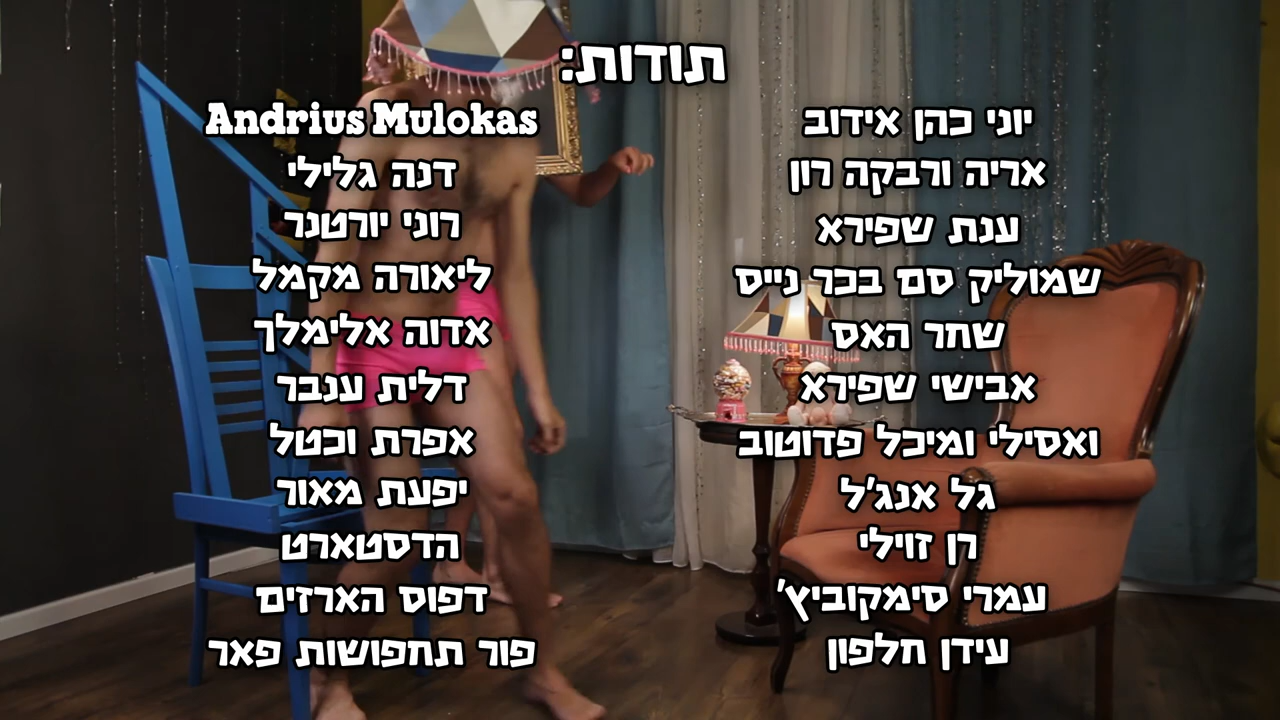 תודות:
יוני כהן אידוב
אריה ורבקה רון
ענת שפירא
שמוליק סם בכר נייס
שחר האס
אבישי שפירא
ואסילי ומיכל פדוטוב
גל אנג'ל
רן זוילי
עמרי סימקוביץ'
עידן חלפון
Andrius Mulokas
דנה גלילי
רוני יורטנר
ליאורה מקמל
אדוה אלימלך
דלית ענבר
אפרת וכטל
יפעת מאור
הדסטארט
דפוס הארזים
פור תחפושות פאר